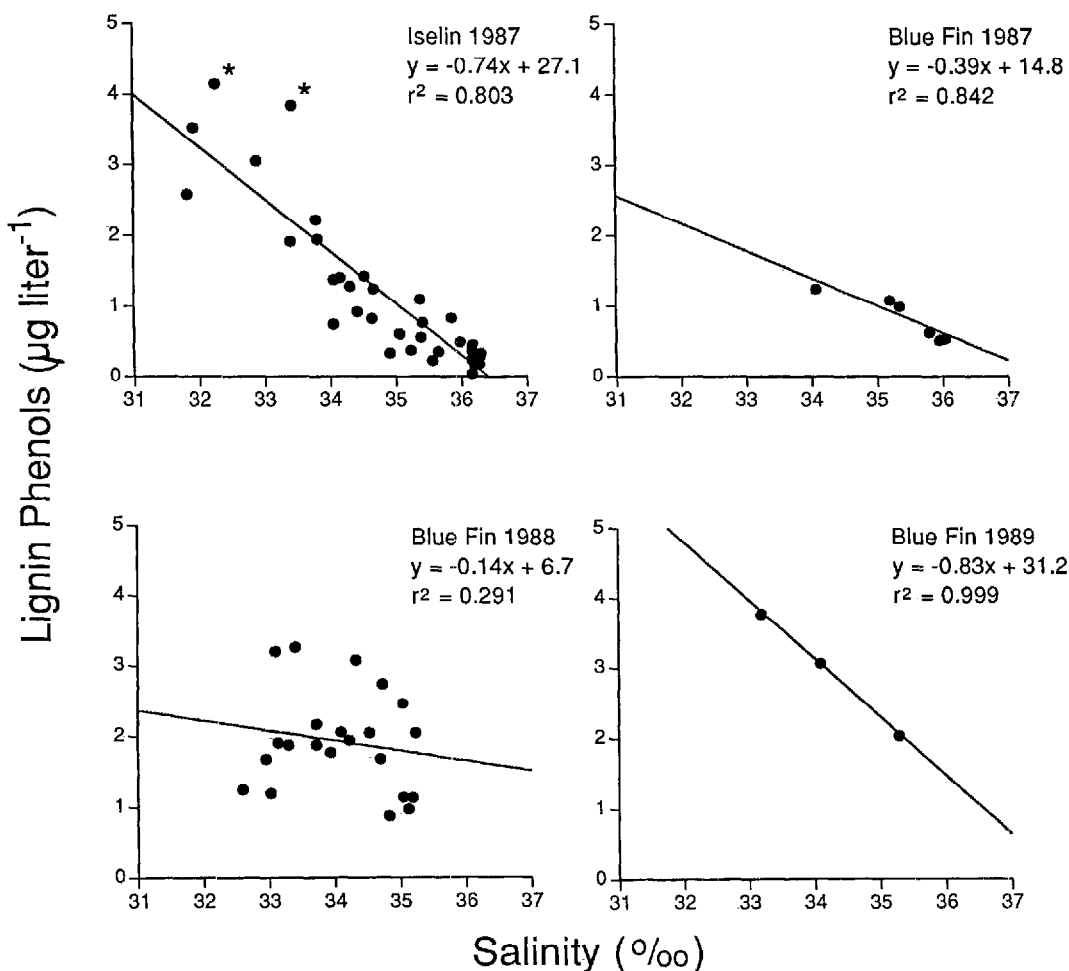 Lignin Phenols (µg liter-1)
5
4
3
2
1
0
31 32 33 34 35 36 37
* *
Iselin 1987
y = -0.74x + 27.1
r2 = 0.803
5
4
3
2
1
0
31 32 33 34 35 36 37
Blue Fin 1987
y = -0.39x + 14.8
r2 = 0.842
5
4
3
2
1
0
31 32 33 34 35 36 37
Blue Fin 1988
y = -0.14x + 6.7
r2 = 0.291
5
4
3
2
1
0
31 32 33 34 35 36 37
Blue Fin 1989
y = -0.83x + 31.2
r2 = 0.999
Salinity (o/oo)